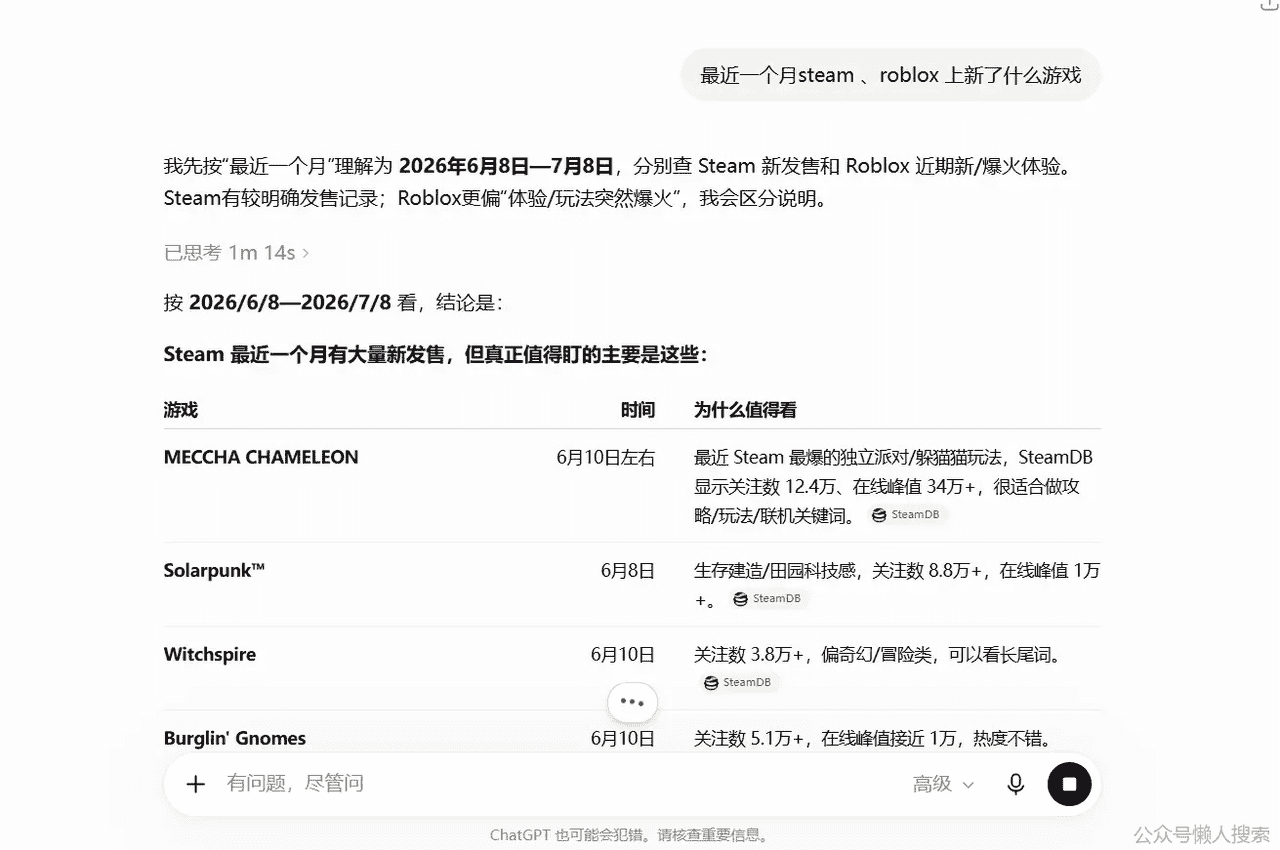 最近一个月steam 、roblox 上新了什么游戏
我先按“最近一个月”理解为 2026年6月8日—7月8日，分别查 Steam 新发售和 Roblox 近期新/爆火体验。
Steam有较明确发售记录；Roblox更偏“体验/玩法突然爆火”，我会区分说明。
已思考 1m 14s ›
按 2026/6/8—2026/7/8 看，结论是：
Steam 最近一个月有大量新发售，但真正值得盯的主要是这些：
游戏 时间 为什么值得看
MECCHA CHAMELEON 6月10日左右 最近 Steam 最爆的独立派对/躲猫猫玩法，SteamDB
显示关注数 12.4万、在线峰值 34万+，很适合做攻
略/玩法/联机关键词。 SteamDB
Solarpunk™ 6月8日 生存建造/田园科技感，关注数 8.8万+，在线峰值 1万
+。 SteamDB
Witchspire 6月10日 关注数 3.8万+，偏奇幻/冒险类，可以看长尾词。
SteamDB
Burglin' Gnomes 6月10日 关注数 5.1万+，在线峰值接近 1万，热度不错。
有问题，尽管问 高级
ChatGPT 也可能会犯错。请核查重要信息。
公众号懒人搜索